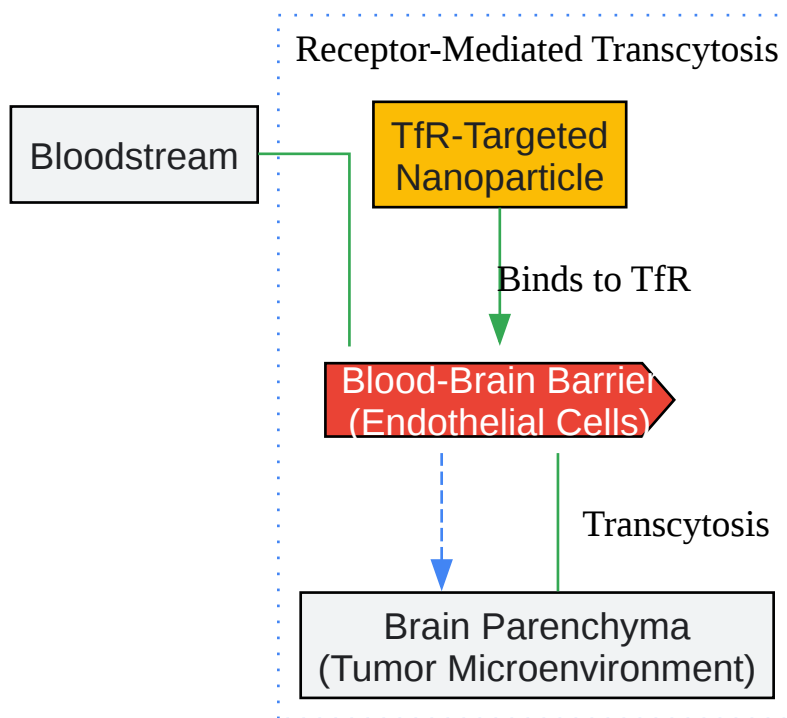 Receptor-Mediated Transcytosis
Bloodstream
TfR-Targeted
Nanoparticle
Binds to TfR
Blood-Brain Barrier
(Endothelial Cells)
Transcytosis
Brain Parenchyma
(Tumor Microenvironment)